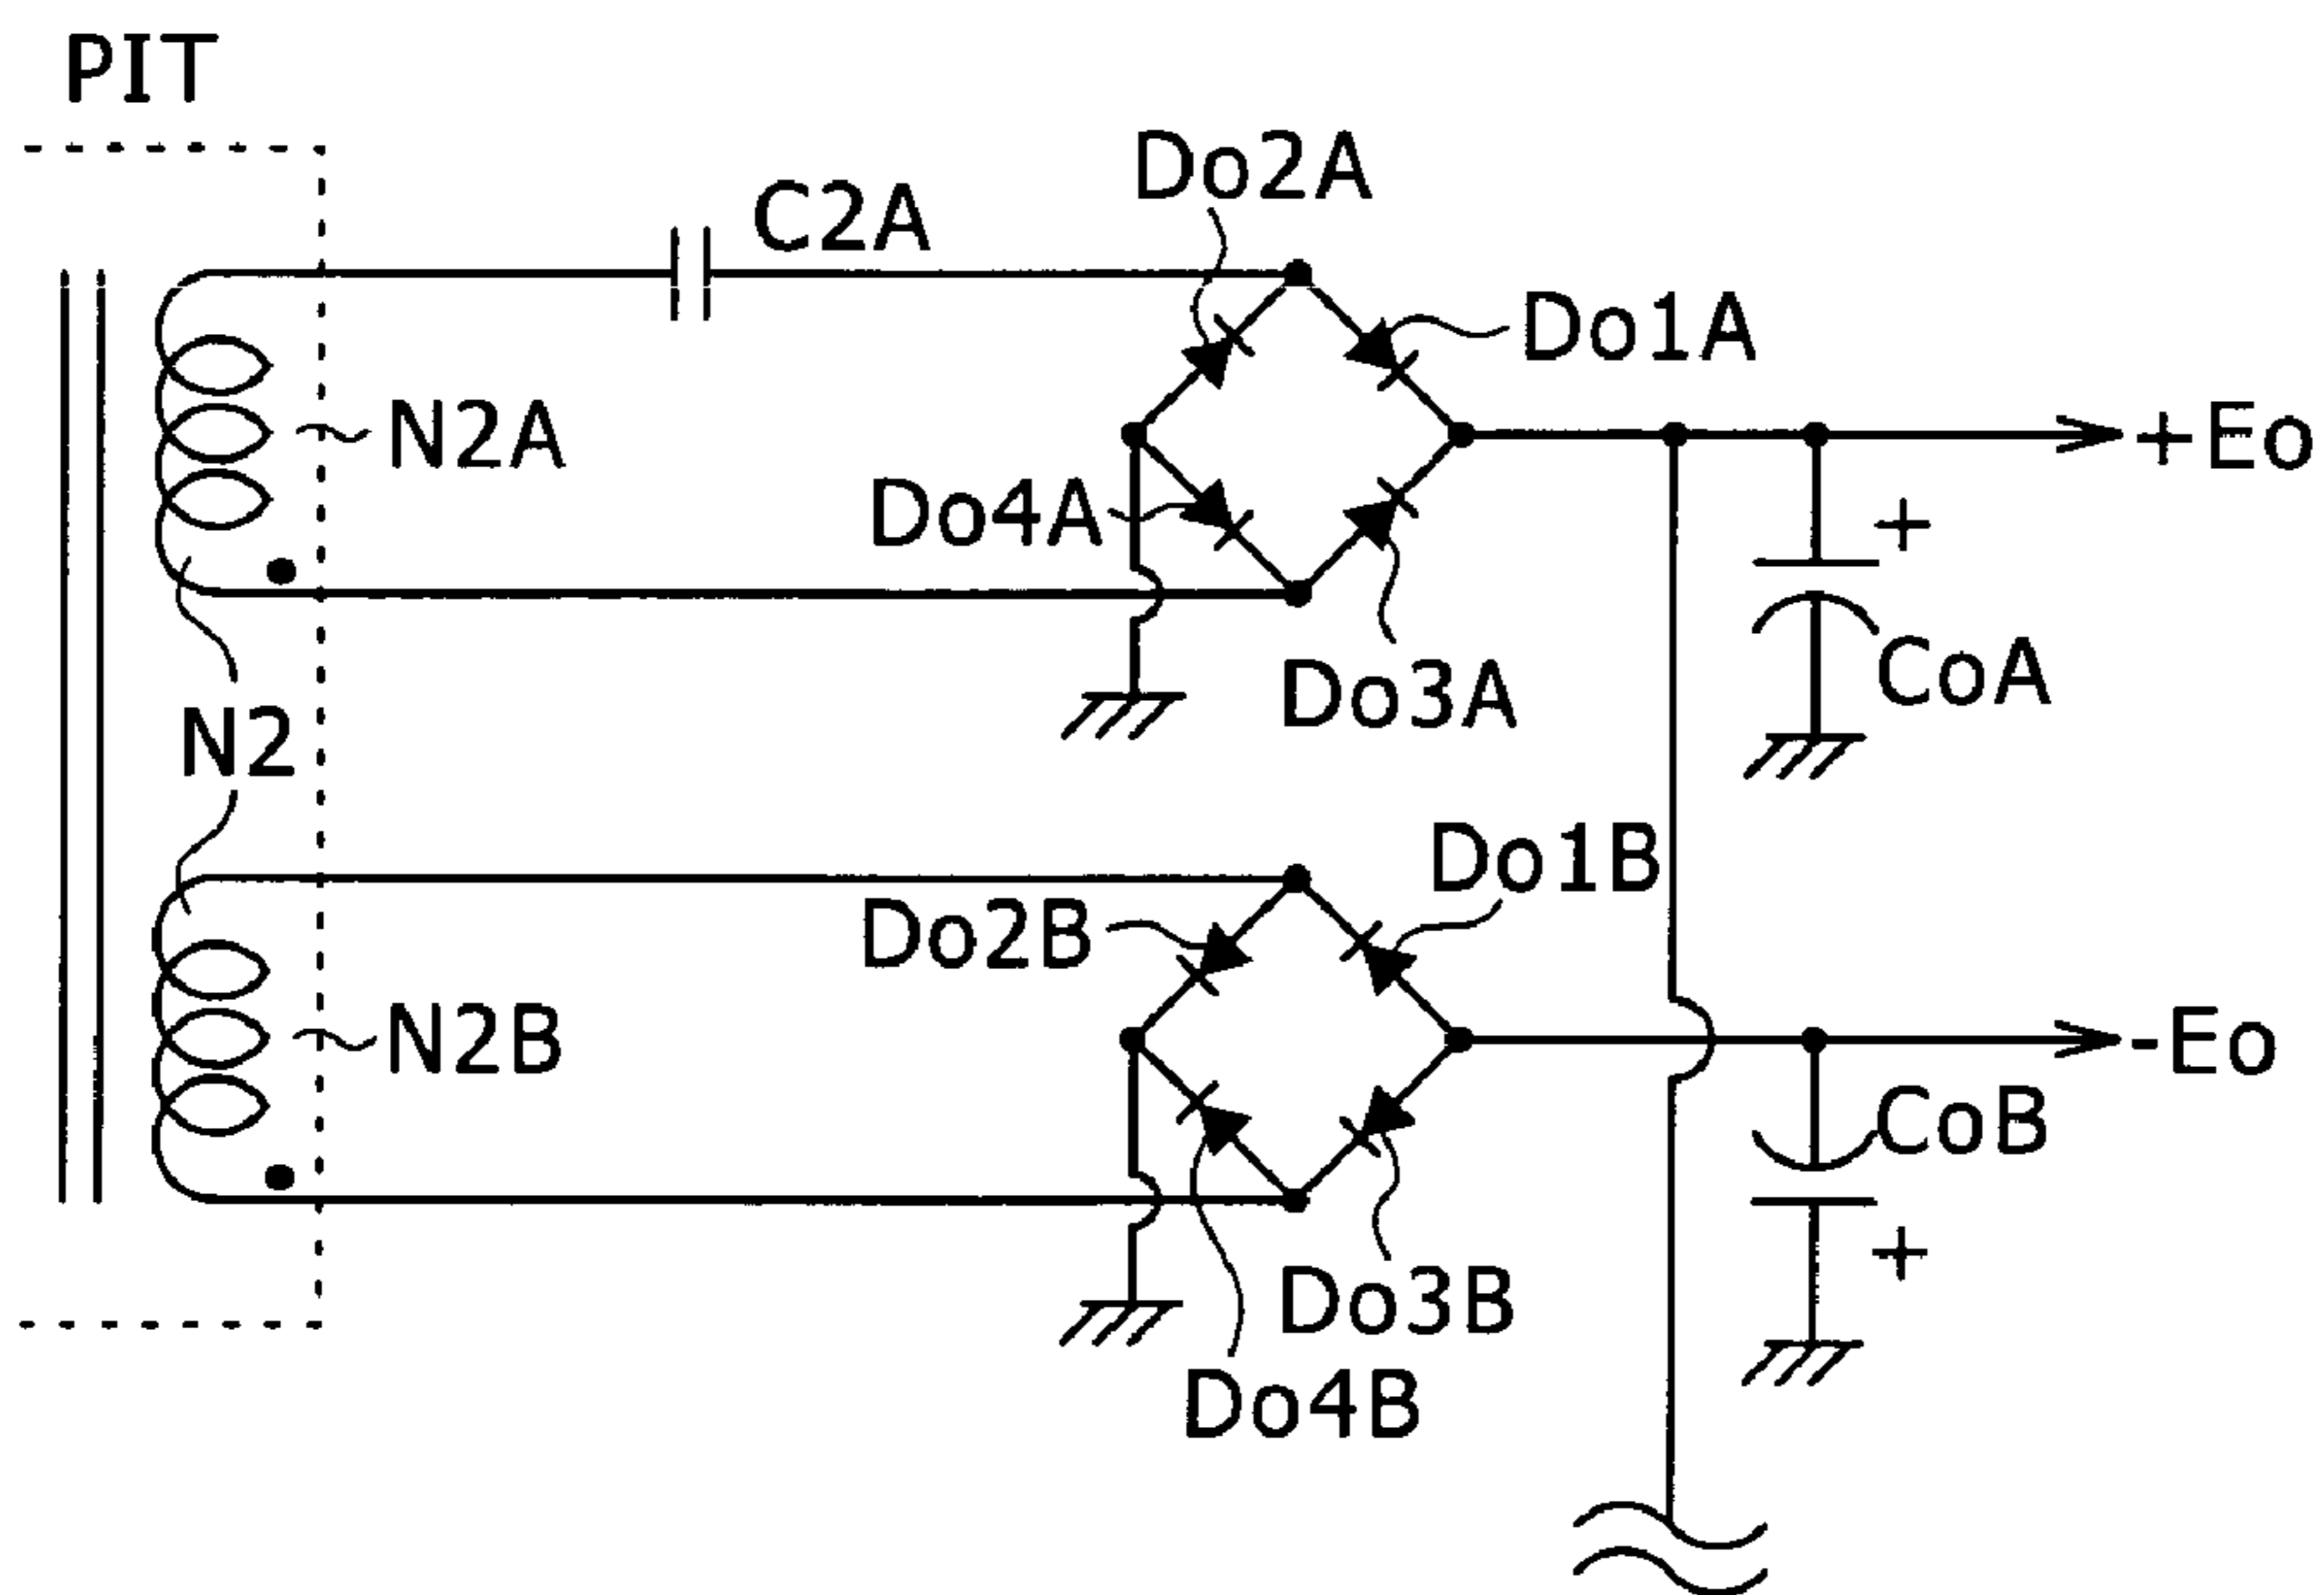 PIT
Do2A
C2A
Do1A
N2A
+Eo
Do4A
+
CoA
Do3A
N2
Do1B
Do2B
N2B
-Eo
CoB
+
Do3B
Do4B